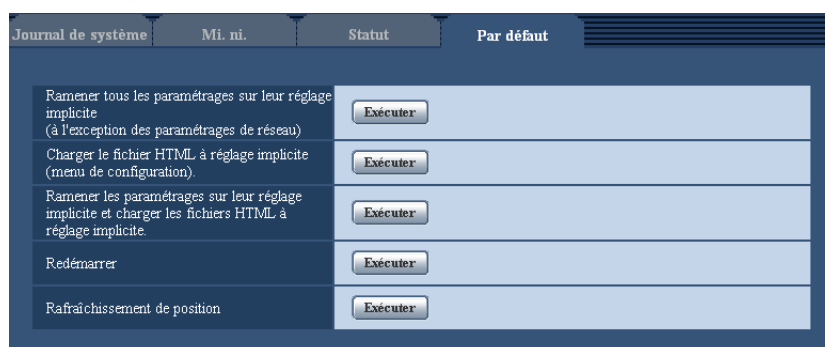 Journal de système Mi. ni. Statut Par défaut
Ramener tous les paramétrages sur leur réglage
implicite
(à l'exception des paramétrages de réseau)
Exécuter
Charger le fichier HTML à réglage implicite
(menu de configuration).
Exécuter
Ramener les paramétrages sur leur réglage
implicite et charger les fichiers HTML à
réglage implicite.
Exécuter
Redémarrer
Exécuter
Rafraîchissement de position
Exécuter